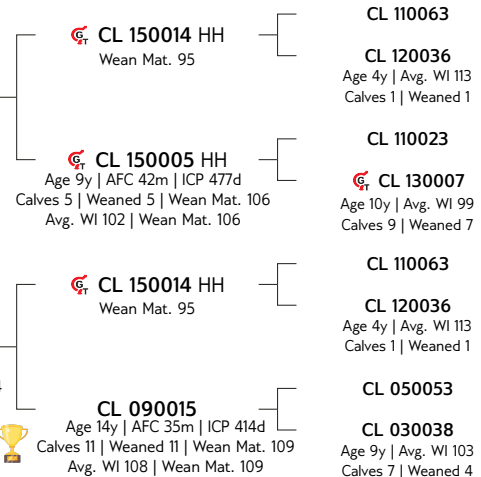 CL 150014 HH
Wean Mat. 95
CL 110063
CL 120036
Age 4y | Avg. WI 113
Calves 1 | Weaned 1
CL 150005 HH
Age 9y | AFC 42m | ICP 477d
Calves 5 | Weaned 5 | Wean Mat. 106
Avg. WI 102 | Wean Mat. 106
CL 110023
CL 130007
Age 10y | Avg. WI 99
Calves 9 | Weaned 7
CL 150014 HH
Wean Mat. 95
CL 110063
CL 120036
Age 4y | Avg. WI 113
Calves 1 | Weaned 1
CL 090015
Age 14y | AFC 35m | ICP 414d
Calves 11 | Weaned 11 | Wean Mat. 109
Avg. WI 108 | Wean Mat. 109
CL 050053
CL 030038
Age 9y | Avg. WI 103
Calves 7 | Weaned 4